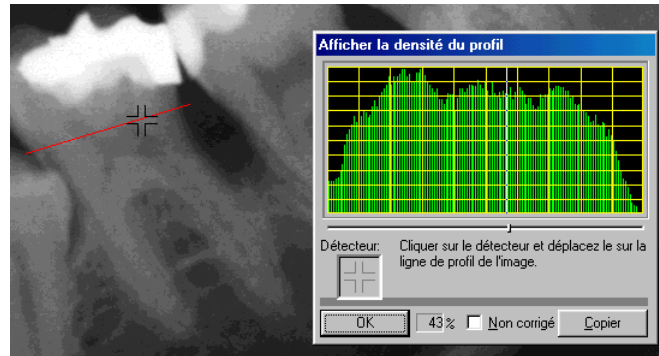 Afficher la densité du profil
Détecteur:
Cliquer sur le détecteur et déplacez le sur la
ligne de profil de l'image.
OK
43 %
Non corrigé
Copier